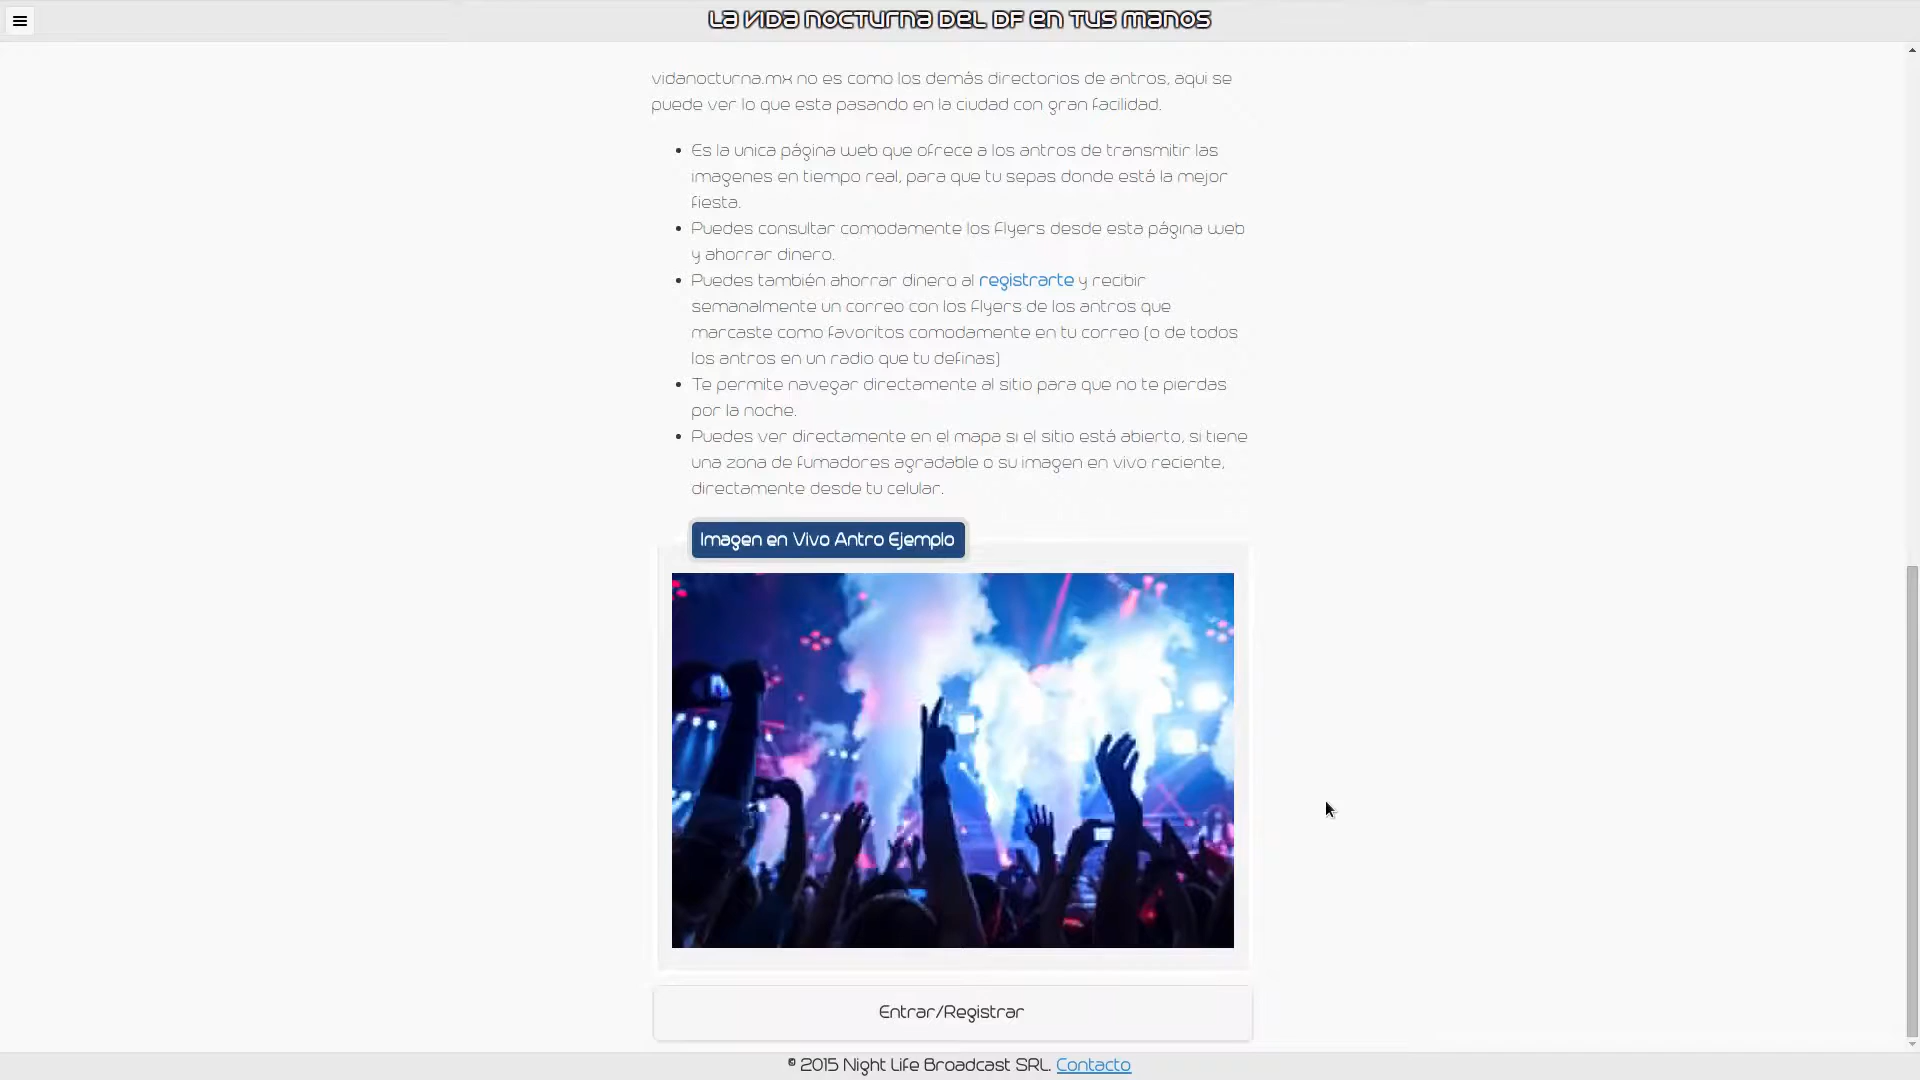 La vida nocturna del DF en tus manos
vidanocturna.mx no es como los demás directorios de antros, aqui se
puede ver lo que esta pasando en la ciudad con gran facilidad.
Es la unica página web que ofrece a los antros de transmitir las
imagenes en tiempo real, para que tu sepas donde está la mejor
fiesta.
Puedes consultar comodamente los flyers desde esta página web
y ahorrar dinero.
Puedes también ahorrar dinero al registrarte y recibir
semanalmente un correo con los flyers de los antros que
marcaste como favoritos comodamente en tu correo (o de todos
los antros en un radio que tu definas)
Te permite navegar directamente al sitio para que no te pierdas
por la noche.
Puedes ver directamente en el mapa si el sitio está abierto, si tiene
una zona de fumadores agradable o su imagen en vivo reciente,
directamente desde tu celular.
Imagen en Vivo Antro Ejemplo
Entrar/Registrar
© 2015 Night Life Broadcast SRL. Contacto